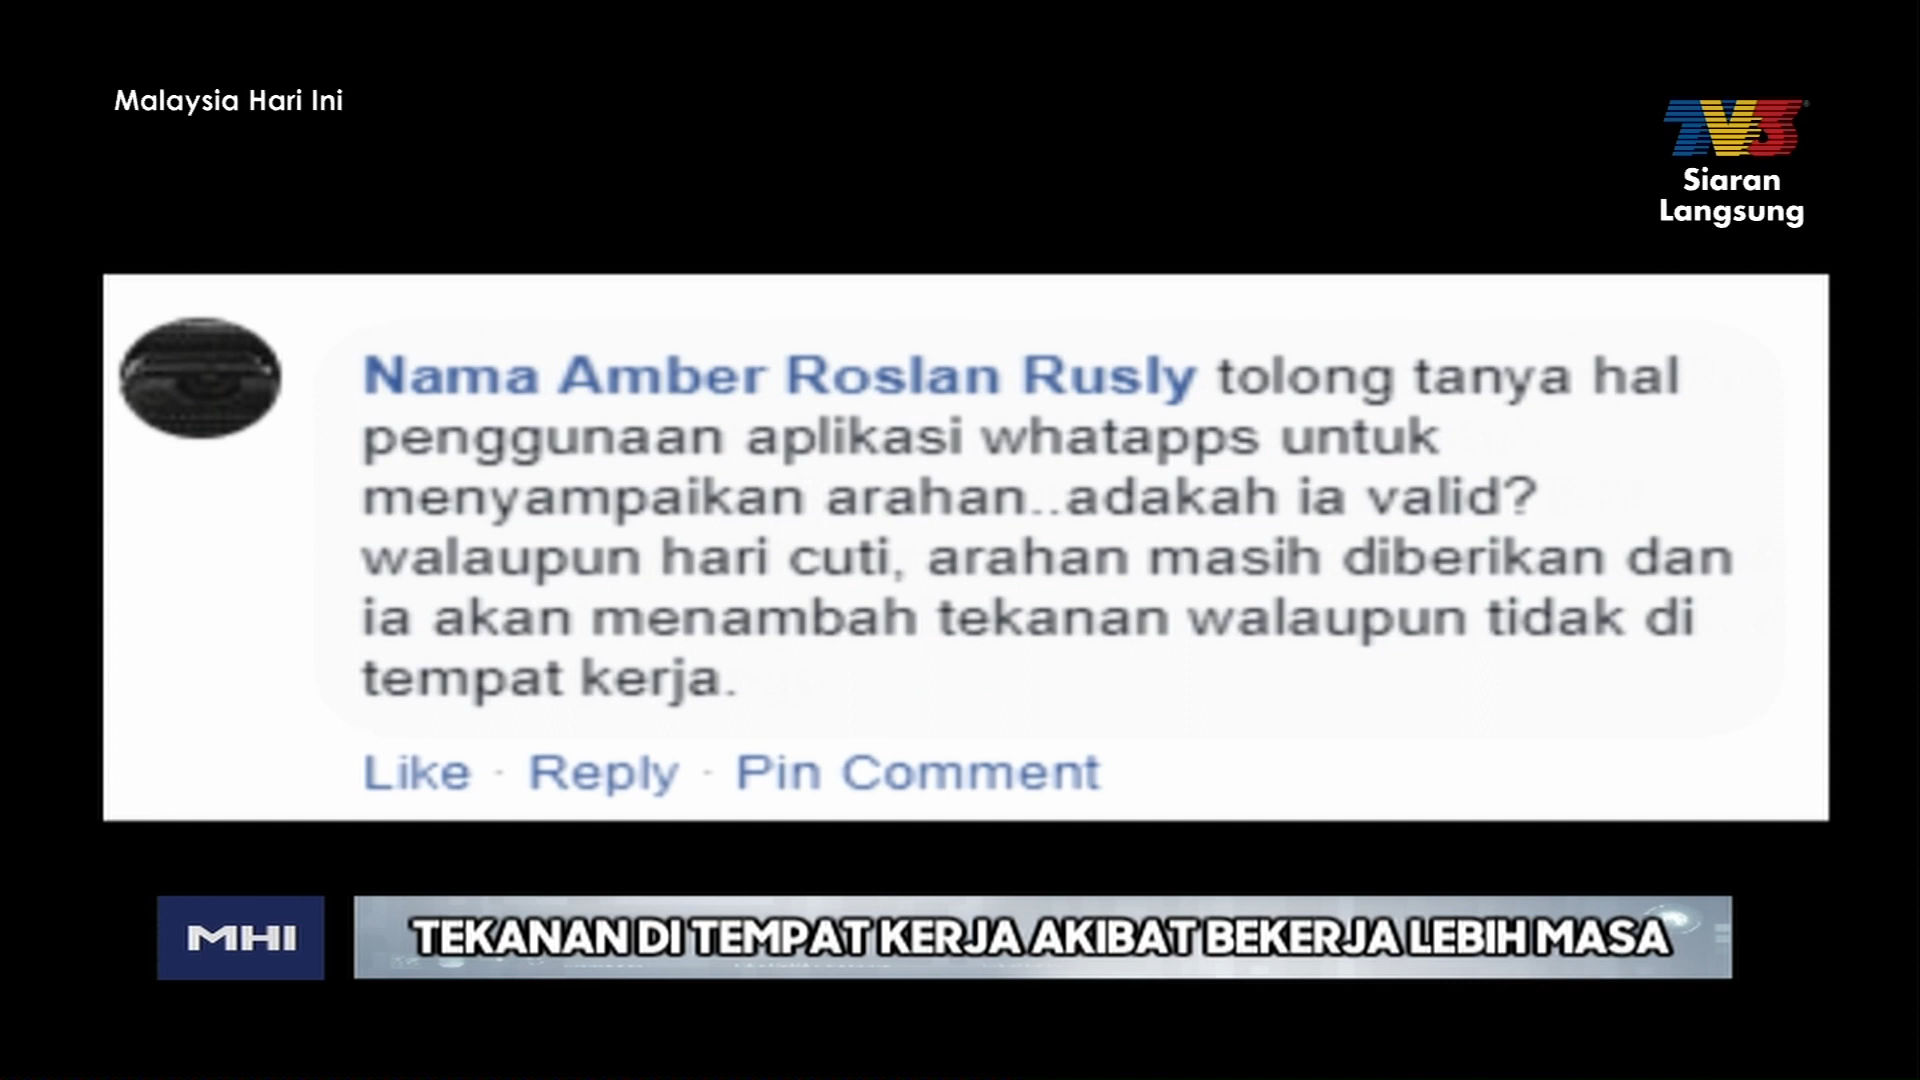 Malaysia Hari Ini
TV3
Siaran
Langsung
Nama Amber Roslan Rusly tolong tanya hal
penggunaan aplikasi whatapps untuk
menyampaikan arahan..adakah ia valid?
walaupun hari cuti, arahan masih diberikan dan
ia akan menambah tekanan walaupun tidak di
tempat kerja.
Like · Reply · Pin Comment
MHI
TEKANAN DI TEMPAT KERJA AKIBAT BEKERJA LEBIH MASA